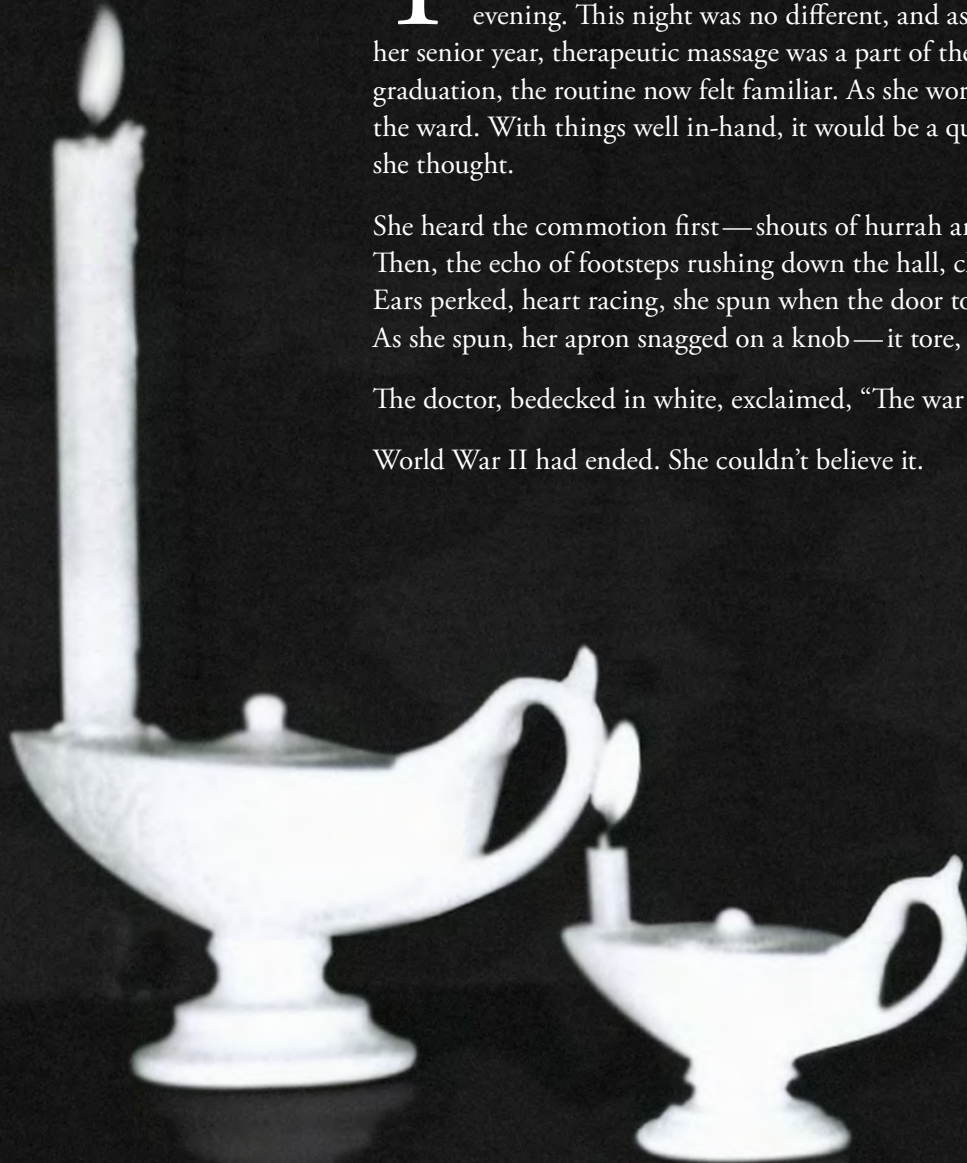 evening. This night was no different, and as
her senior year, therapeutic massage was a part of the
graduation, the routine now felt familiar. As she wor
the ward. With things well in-hand, it would be a qu
she thought.
She heard the commotion first—shouts of hurrah an
Then, the echo of footsteps rushing down the hall, c
Ears perked, heart racing, she spun when the door to
As she spun, her apron snagged on a knob—it tore,
The doctor, bedecked in white, exclaimed, “The war
World War II had ended. She couldn’t believe it.